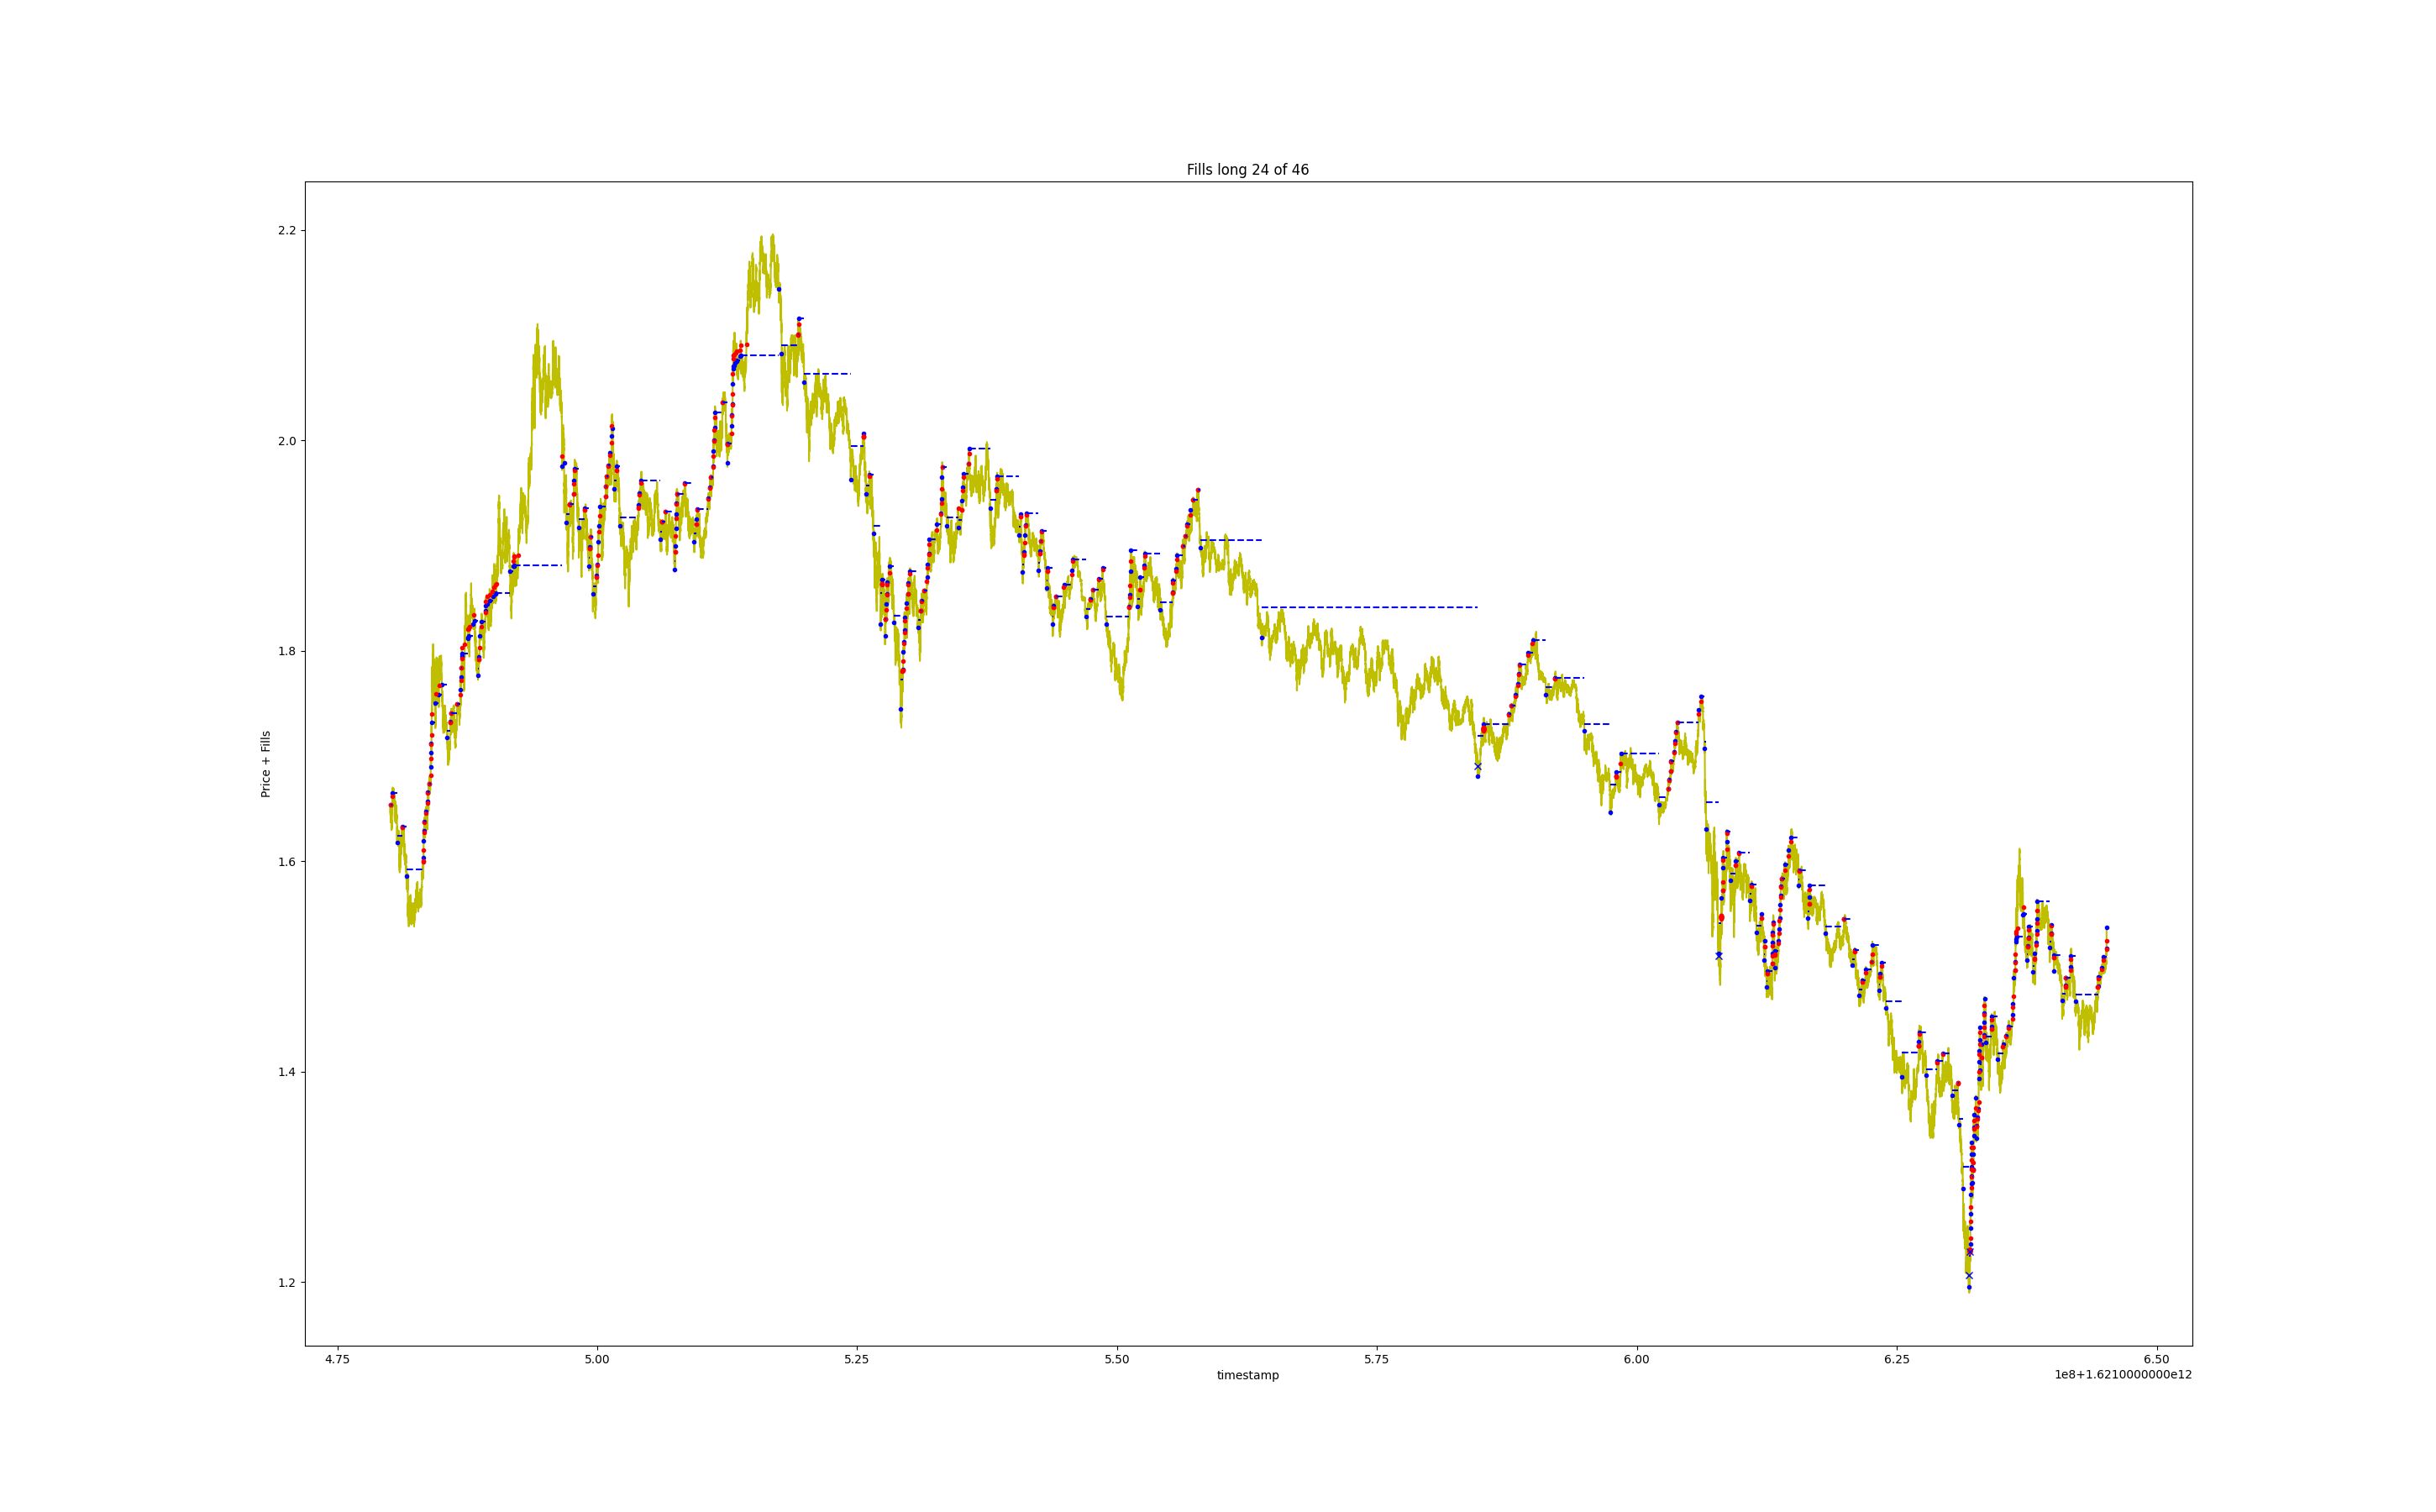 Fills long 24 of 46
2.2
2.0
1.8
1.6
1.4
1.2
Price + Fills
4.75 5.00 5.25 5.50 5.75 6.00 6.25 6.50
timestamp
1e8+1.6210000000e12